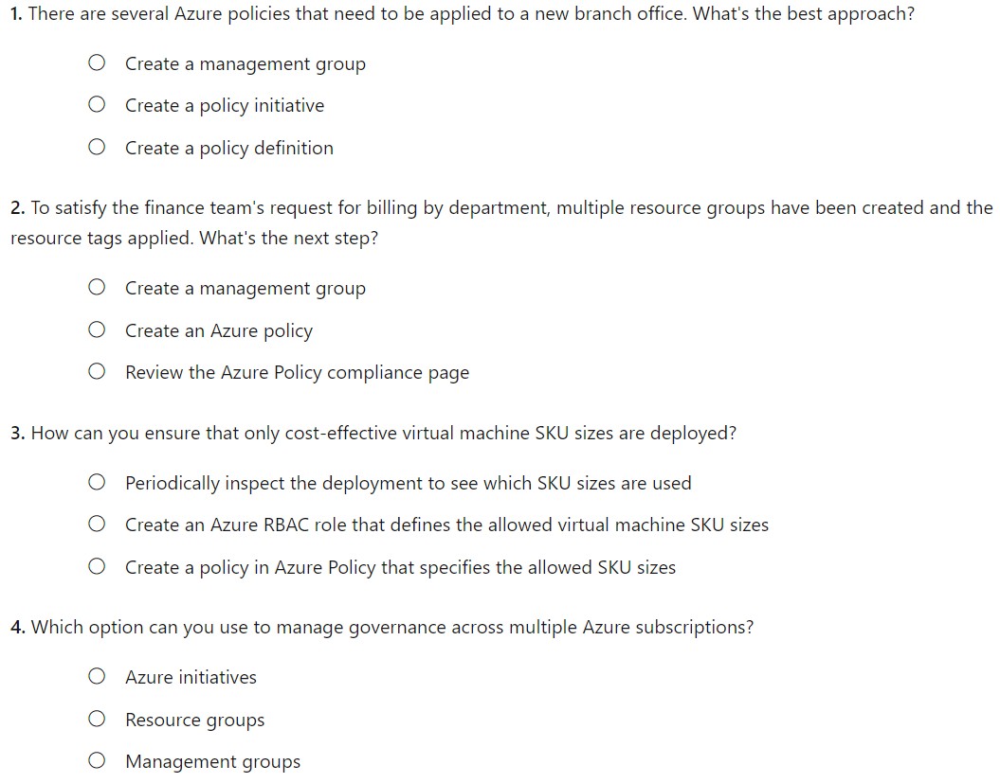 1. There are several Azure policies that need to be applied to a new branch office. What's the best approach?
Create a management group
Create a policy initiative
Create a policy definition
2. To satisfy the finance team's request for billing by department, multiple resource groups have been created and the
resource tags applied. What's the next step?
Create a management group
Create an Azure policy
Review the Azure Policy compliance page
3. How can you ensure that only cost-effective virtual machine SKU sizes are deployed?
Periodically inspect the deployment to see which SKU sizes are used
Create an Azure RBAC role that defines the allowed virtual machine SKU sizes
Create a policy in Azure Policy that specifies the allowed SKU sizes
4. Which option can you use to manage governance across multiple Azure subscriptions?
Azure initiatives
Resource groups
Management groups